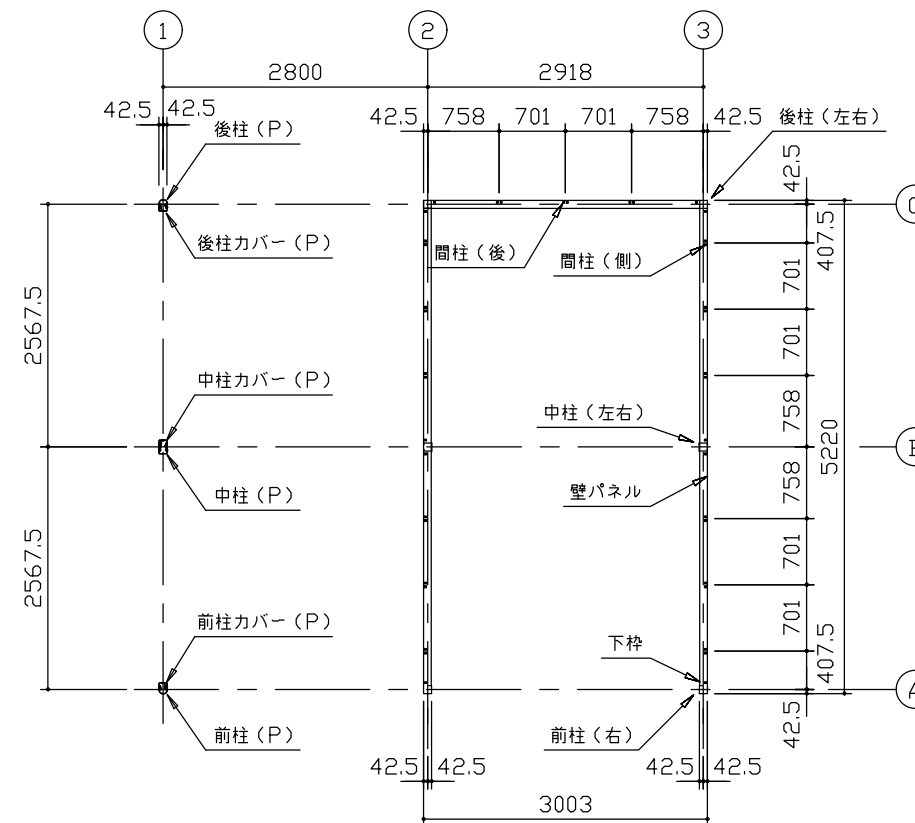 1
2
3
2800
2918
42.5
42.5
42.5
758
701
701
758
42.5
後柱(P)
後柱(左右)
42.5
C
後柱カバー(P)
間柱(後)
間柱(側)
407.5
701
2567.5
701
中柱カバー(P)
中柱(左右)
758
5220
B
中柱(P)
壁パネル
758
701
2567.5
701
前柱カバー(P)
下枠
407.5
A
前柱(P)
前柱(右)
42.5
42.5
42.5
42.5
42.5
3003